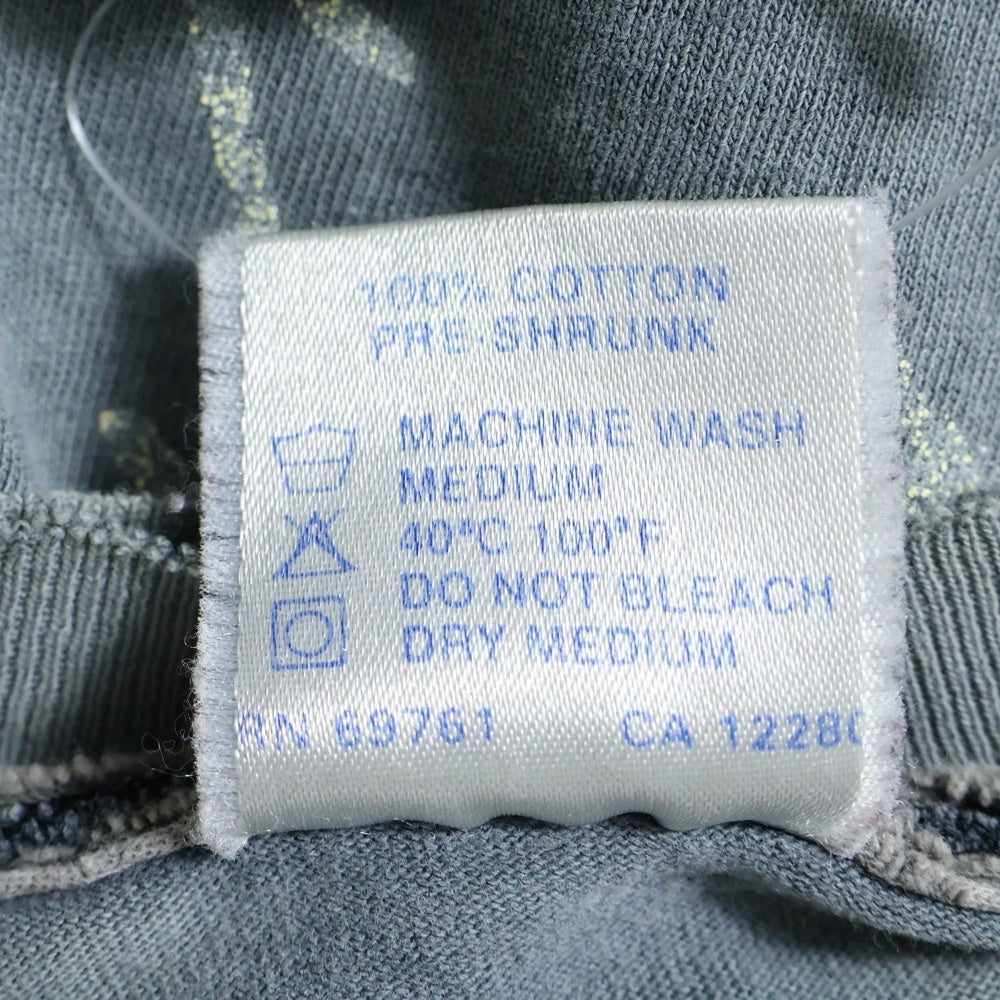 100% COTTON
PRE-SHRUNK
MACHINE WASH
MEDIUM
40°C 100°F
DO NOT BLEACH
DRY MEDIUM
RN 69761 CA 12280